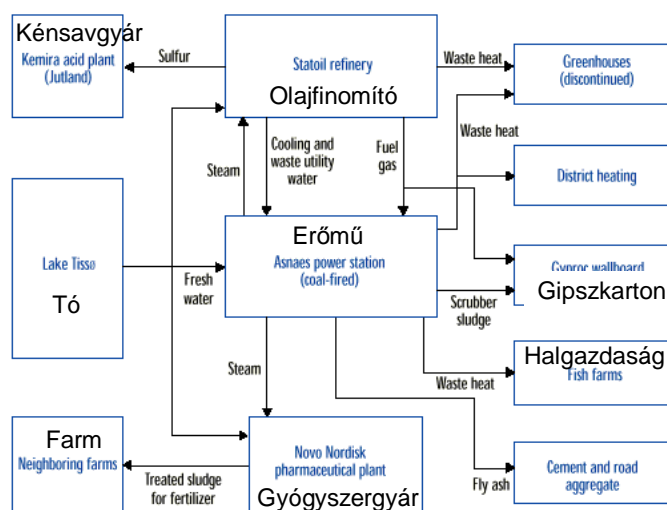 Kénsavgyár
Kemira acid plant
(Jutland)
Sulfur
Statoil refinery
Olajfinomító
Waste heat
Greenhouses
(discontinued)
Steam
Cooling and
waste utility
water
Fuel
gas
Waste heat
District heating
Lake Tissø
Tó
Fresh
water
Erőmű
Asnaes power station
(coal-fired)
Gyproc wallboard
Gipszkarton
Scrubber
sludge
Steam
Waste heat
Halgazdaság
Fish farms
Farm
Neighboring farms
Treated sludge
for fertilizer
Novo Nordisk
pharmaceutical plant
Gyógyszergyár
Fly ash
Cement and road
aggregate